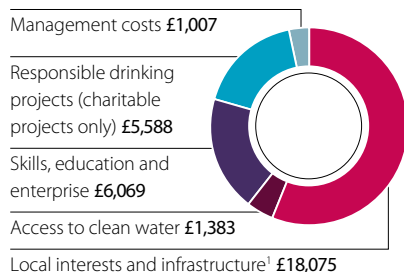 Management costs £1,007
Responsible drinking
projects (charitable
projects only) £5,588
Skills, education and
enterprise £6,069
Access to clean water £1,383
Local interests and infrastructure¹ £18,075